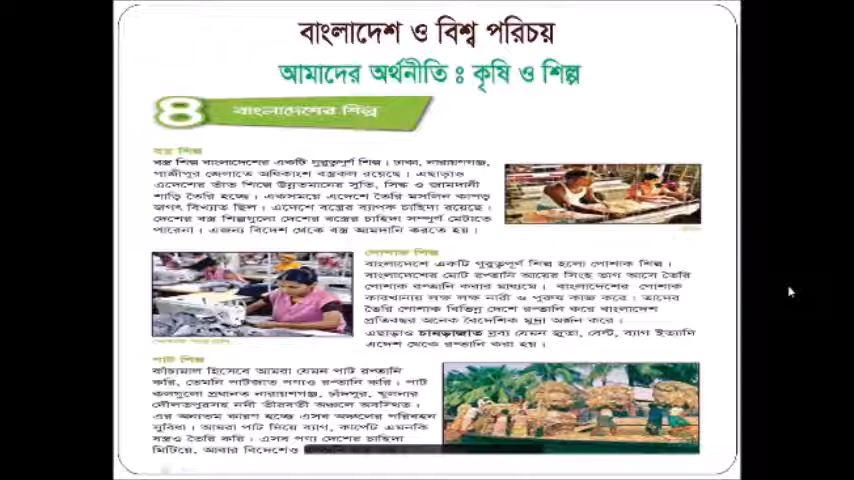 বাংলাদেশ ও বিশ্ব পরিচয়
আমাদের অর্থনীতি : কৃষি ও শিল্প
৪ বাংলাদেশের শিল্প
বস্ত্র শিল্প
বস্ত্র শিল্প বাংলাদেশের একটি গুরুত্বপূর্ণ শিল্প। ঢাকা, নারায়ণগঞ্জ,
গাজীপুর জেলাতে অধিকাংশ বস্ত্রকল রয়েছে। এছাড়াও
এদেশের তাঁত শিল্পে উন্নতমানের সুতি, সিল্ক ও জামদানী
শাড়ি তৈরি হচ্ছে। একসময়ে এদেশে তৈরি মসলিন কাপড়
জগৎ বিখ্যাত ছিল। এদেশে বস্ত্রের ব্যাপক চাহিদা রয়েছে।
দেশের বস্ত্র শিল্পগুলো দেশের বস্ত্রের চাহিদা সম্পূর্ণ মেটাতে
পারেনা। এজন্য বিদেশ থেকে বস্ত্র আমদানি করতে হয়।
পোশাক শিল্প
বাংলাদেশে একটি গুরুত্বপূর্ণ শিল্প হলো পোশাক শিল্প।
বাংলাদেশের মোট রপ্তানি আয়ের সিংহ ভাগ আসে তৈরি
পোশাক রপ্তানি করার মাধ্যমে। বাংলাদেশের পোশাক
কারখানায় লক্ষ লক্ষ নারী ও পুরুষ কাজ করে। তাদের
তৈরি পোশাক বিভিন্ন দেশে রপ্তানি করে বাংলাদেশ
প্রতিবছর অনেক বৈদেশিক মুদ্রা অর্জন করে।
এছাড়াও চামড়াজাত দ্রব্য যেমন জুতা, বেল্ট, ব্যাগ ইত্যাদি
এদেশ থেকে রপ্তানি করা হয়।
পাট শিল্প
কাঁচামাল হিসেবে আমরা যেমন পাট রপ্তানি
করি, তেমনি পাটজাত পণ্যও রপ্তানি করি। পাট
কলগুলো প্রধানত নারায়ণগঞ্জ, চাঁদপুর, খুলনার
দৌলতপুরসহ নদী তীরবর্তী অঞ্চলে অবস্থিত।
এর অন্যতম কারণ হচ্ছে এসব অঞ্চলের পরিবহন
সুবিধা। আমরা পাট দিয়ে ব্যাগ, কার্পেট এমনকি
বস্ত্রও তৈরি করি। এসব পণ্য দেশের চাহিদা
মিটিয়ে, আবার বিদেশেও